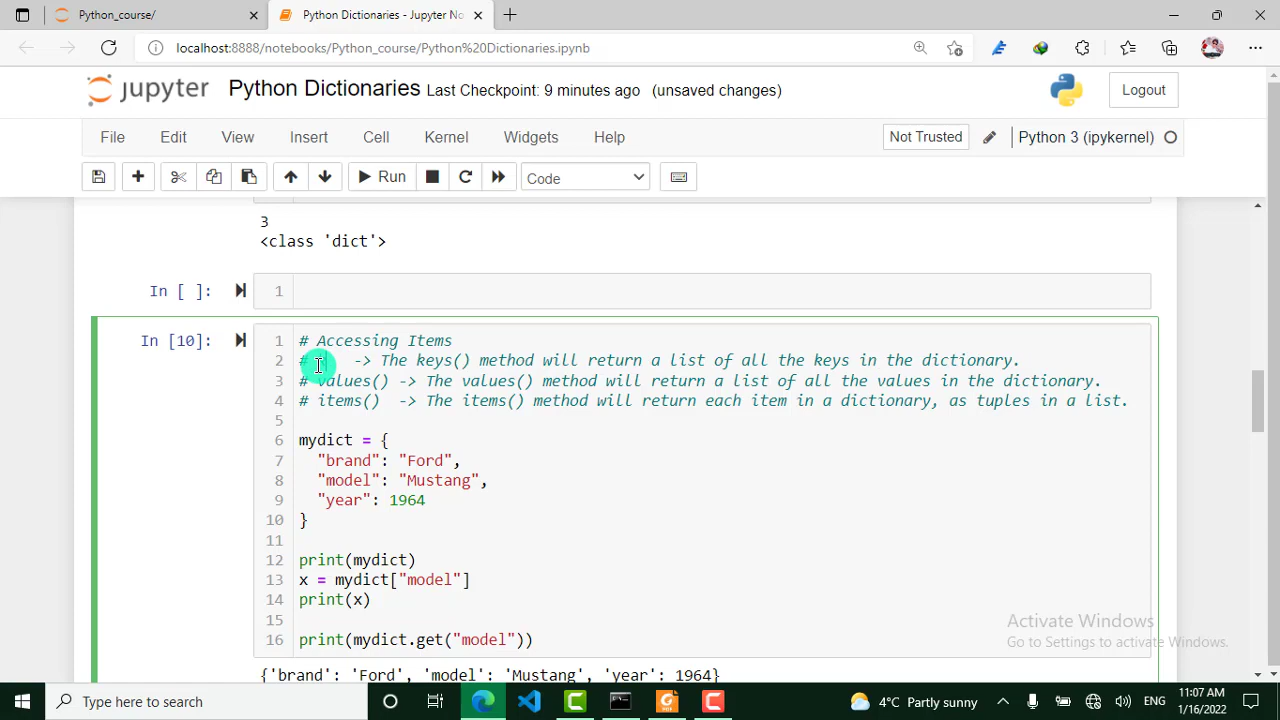 Python_course/
Python Dictionaries - Jupyter No
localhost:8888/notebooks/Python_course/Python%20Dictionaries.ipynb
jupyter Python Dictionaries Last Checkpoint: 9 minutes ago (unsaved changes)
Logout
File Edit View Insert Cell Kernel Widgets Help
Not Trusted
Python 3 (ipykernel)
Run
Code
3
<class 'dict'>
In [ ]:
1
In [10]:
1 # Accessing Items
2 # -> The keys() method will return a list of all the keys in the dictionary.
3 # values() -> The values() method will return a list of all the values in the dictionary.
4 # items() -> The items() method will return each item in a dictionary, as tuples in a list.
5
6 mydict = {
7 "brand": "Ford",
8 "model": "Mustang",
9 "year": 1964
10 }
11
12 print(mydict)
13 x = mydict["model"]
14 print(x)
15
16 print(mydict.get("model"))
{'brand': 'Ford', 'model': 'Mustang', 'year': 1964}
Activate Windows
Go to Settings to activate Windows.
Type here to search
4°C Partly sunny
ENG
11:07 AM
1/16/2022